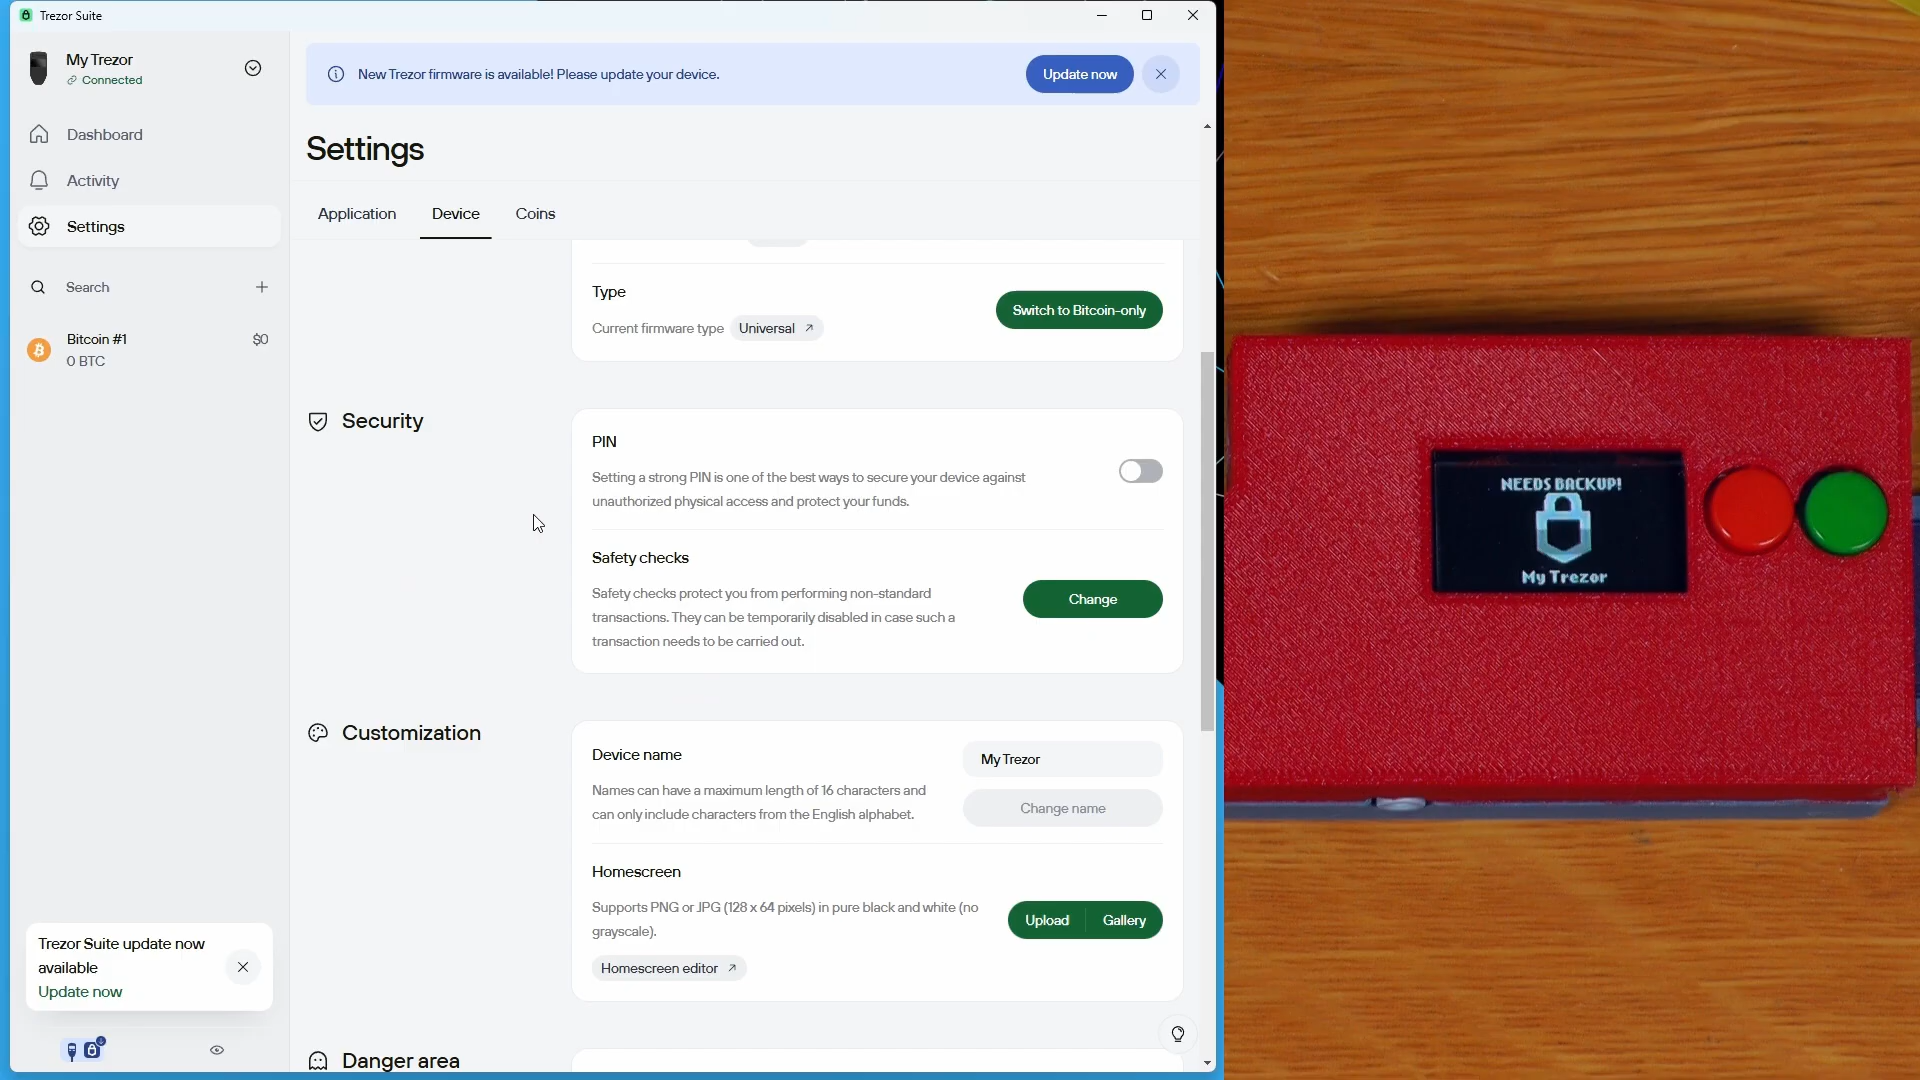 Trezor Suite
My Trezor
Connected
New Trezor firmware is available! Please update your device.
Update now
Dashboard
Activity
Settings
Search
Bitcoin #1
$0
0 BTC
Trezor Suite update now
available
Update now
Settings
Application
Device
Coins
Type
Current firmware type
Universal
Switch to Bitcoin-only
Security
PIN
Setting a strong PIN is one of the best ways to secure your device against
unauthorized physical access and protect your funds.
Safety checks
Safety checks protect you from performing non-standard
transactions. They can be temporarily disabled in case such a
transaction needs to be carried out.
Change
Customization
Device name
My Trezor
Names can have a maximum length of 16 characters and
can only include characters from the English alphabet.
Change name
Homescreen
Supports PNG or JPG (128 x 64 pixels) in pure black and white (no
grayscale).
Upload
Gallery
Homescreen editor
Danger area
NEEDS BACKUP!
My Trezor